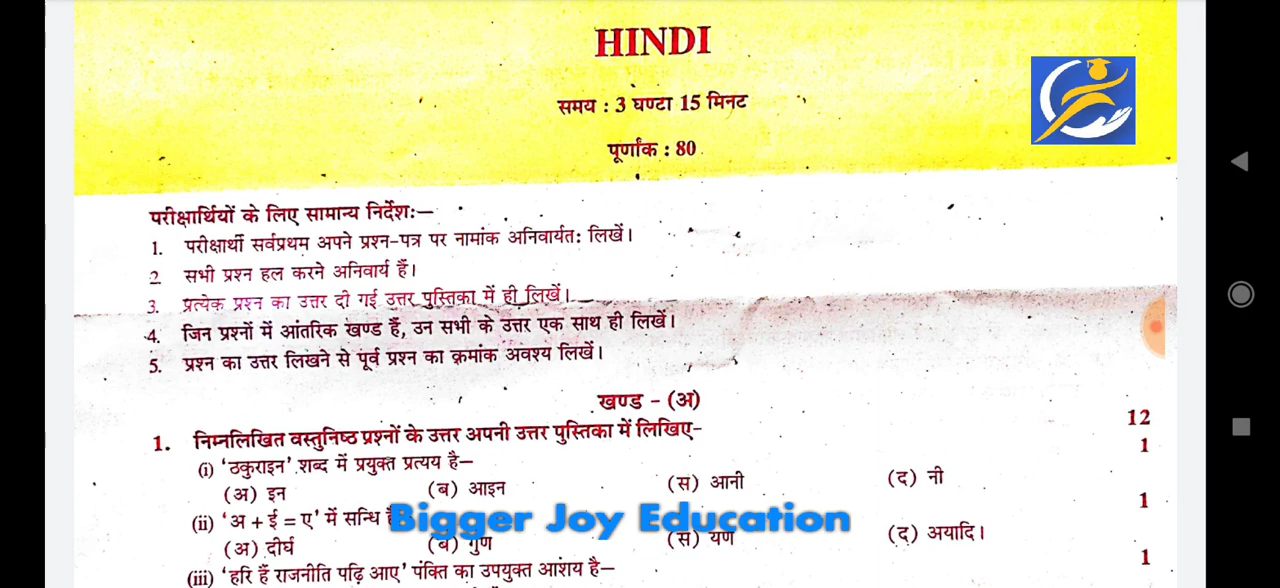 HINDI
समय : 3 घण्टा 15 मिनट
पूर्णांक : 80
परीक्षार्थियों के लिए सामान्य निर्देश:—
1. परीक्षार्थी सर्वप्रथम अपने प्रश्न-पत्र पर नामांक अनिवार्यत: लिखें।
2 सभी प्रश्न हल करने अनिवार्य हैं।
3. प्रत्येक प्रश्न का उत्तर दी गई उत्तर पुस्तिका में ही लिखें।
4. जिन प्रश्नों में आंतरिक खण्ड हैं, उन सभी के उत्तर एक साथ ही लिखें।
5. प्रश्न का उत्तर लिखने से पूर्व प्रश्न का क्रमांक अवश्य लिखें।
खण्ड - (अ)
1. निम्नलिखित वस्तुनिष्ठ प्रश्नों के उत्तर अपनी उत्तर पुस्तिका में लिखिए- 12
(i) 'ठकुराइन' शब्द में प्रयुक्त प्रत्यय है— 1
(अ) इन (ब) आइन (स) आनी (द) नी
(ii) 'अ + ई = ए' में सन्धि 1
Bigger Joy Education
(अ) दीर्घ (ब) गुण (स) यण (द) अयादि।
(iii) 'हरि हैं राजनीति पढ़ि आए' पंक्ति का उपयुक्त आशय है— 1